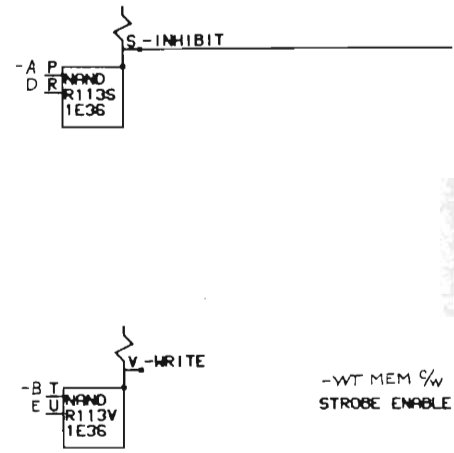 S -INHIBIT
-A P NAND
D R R113S
1E36
V -WRITE
-B T NAND
E U R113V
1E36
-WT MEM C/W
STROBE ENABLE